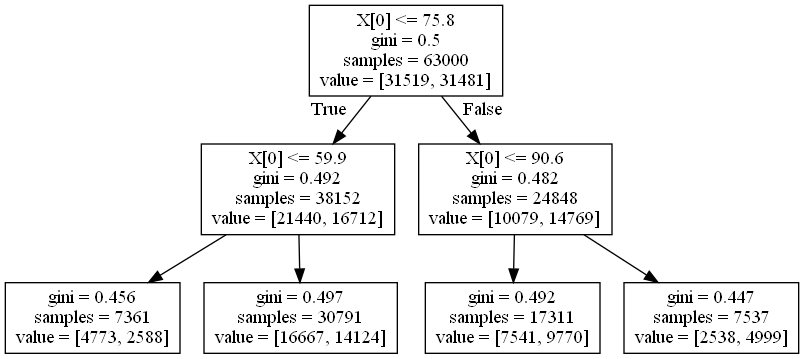 X[0] <= 75.8
gini = 0.5
samples = 63000
value = [31519, 31481]
True
False
X[0] <= 59.9
gini = 0.492
samples = 38152
value = [21440, 16712]
X[0] <= 90.6
gini = 0.482
samples = 24848
value = [10079, 14769]
gini = 0.456
samples = 7361
value = [4773, 2588]
gini = 0.497
samples = 30791
value = [16667, 14124]
gini = 0.492
samples = 17311
value = [7541, 9770]
gini = 0.447
samples = 7537
value = [2538, 4999]